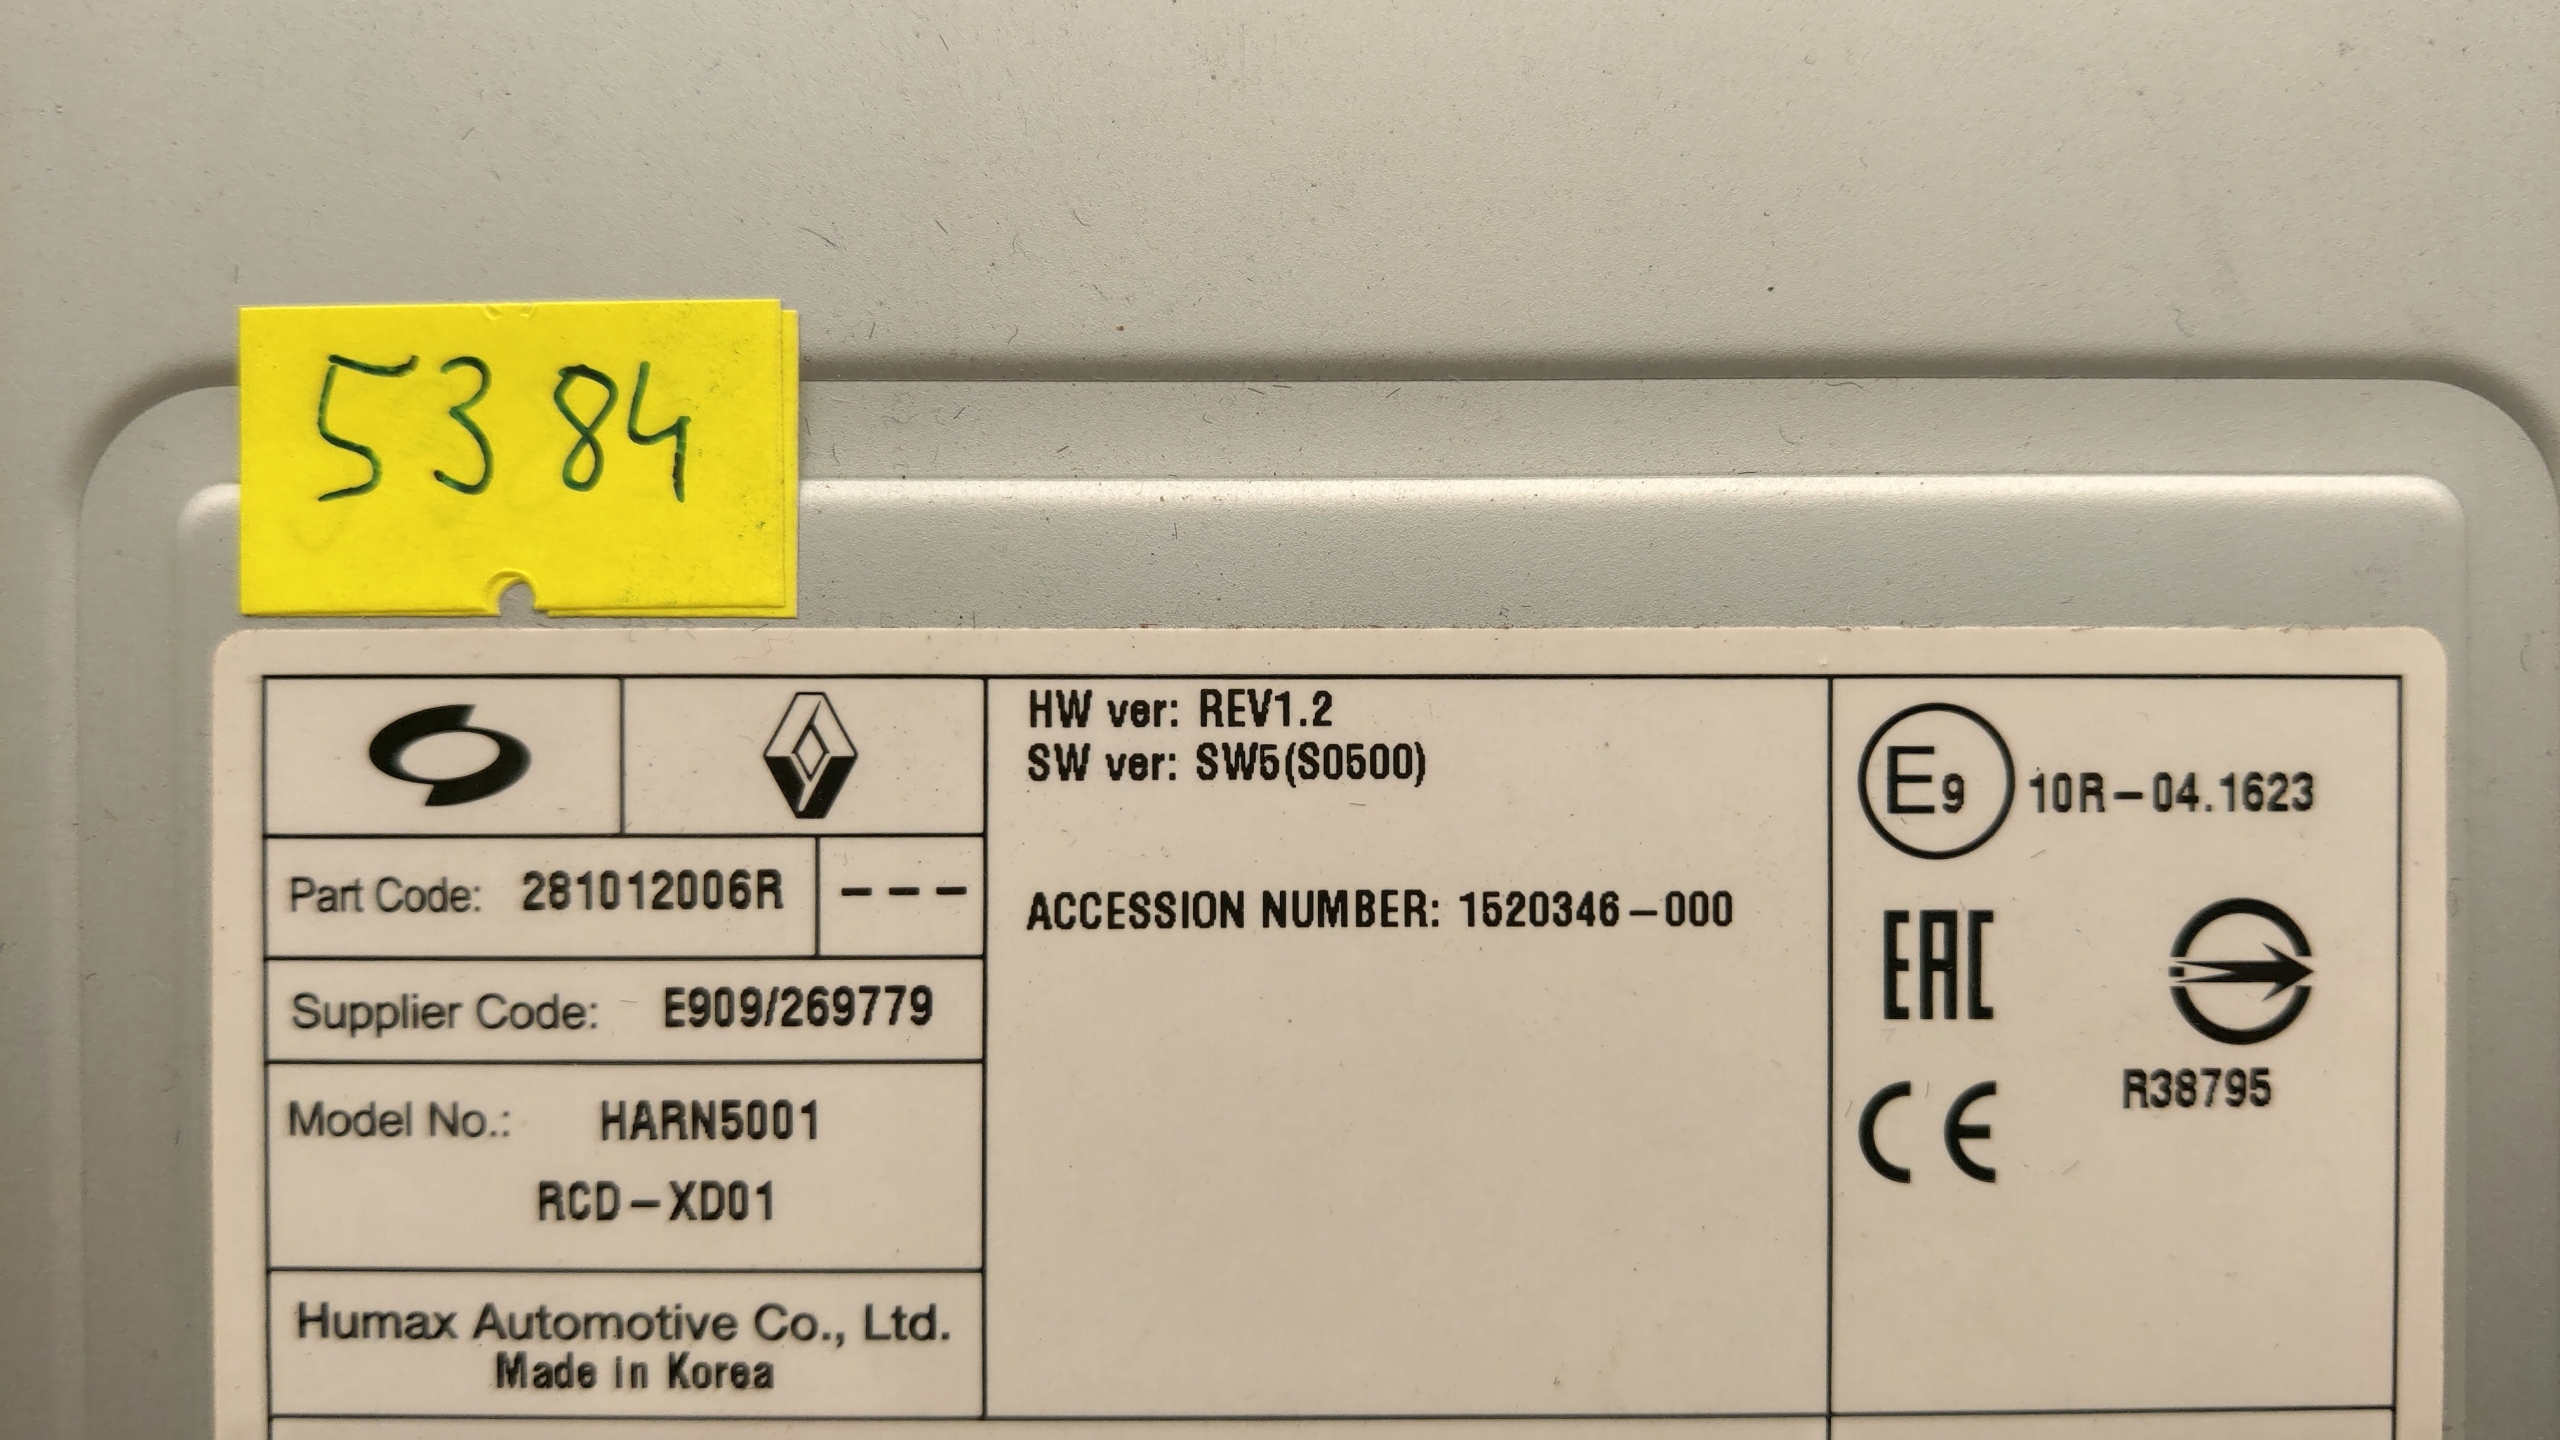 5384
HW ver: REV1.2
SW ver: SW5(S0500)
ACCESSION NUMBER: 1520346-000
Part Code: 281012006R ---
Supplier Code: E909/269779
Model No.: HARN5001
RCD-XD01
Humax Automotive Co., Ltd.
Made in Korea
E9 10R-04.1623
EAC
R38795
CE